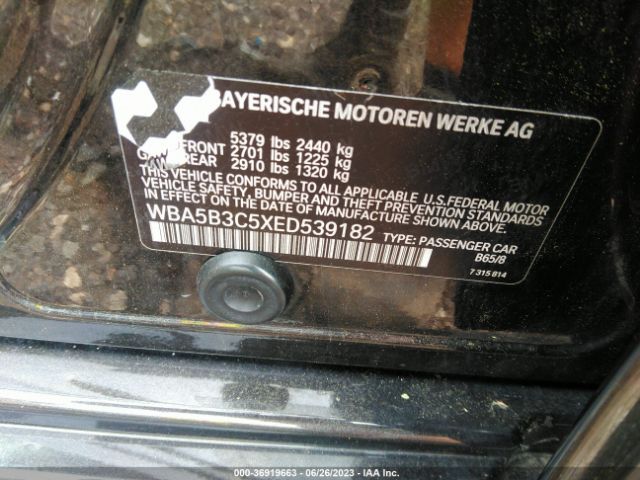 BAYERISCHE MOTOREN WERKE AG
5379 lbs 2440 kg
FRONT 2701 lbs 1225 kg
REAR 2910 lbs 1320 kg
THIS VEHICLE CONFORMS TO ALL APPLICABLE U.S.FEDERAL MOTOR
VEHICLE SAFETY, BUMPER, AND THEFT PREVENTION STANDARDS
IN EFFECT ON THE DATE OF MANUFACTURE SHOWN ABOVE.
WBA5B3C5XED539182 TYPE: PASSENGER CAR
B65/8
7 315 814
000-36919663 - 06/26/2023 - IAA Inc.